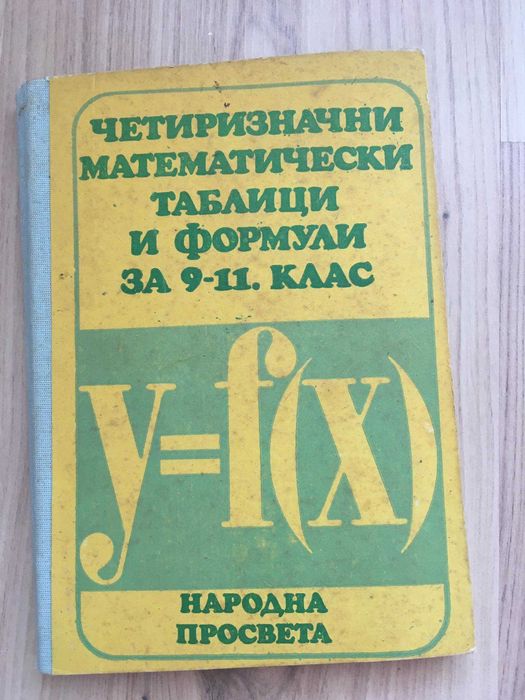 ЧЕТИРИЗНАЧНИ
МАТЕМАТИЧЕСКИ
ТАБЛИЦИ
И ФОРМУЛИ
ЗА 9-11. КЛАС
y=f(x)
НАРОДНА
ПРОСВЕТА